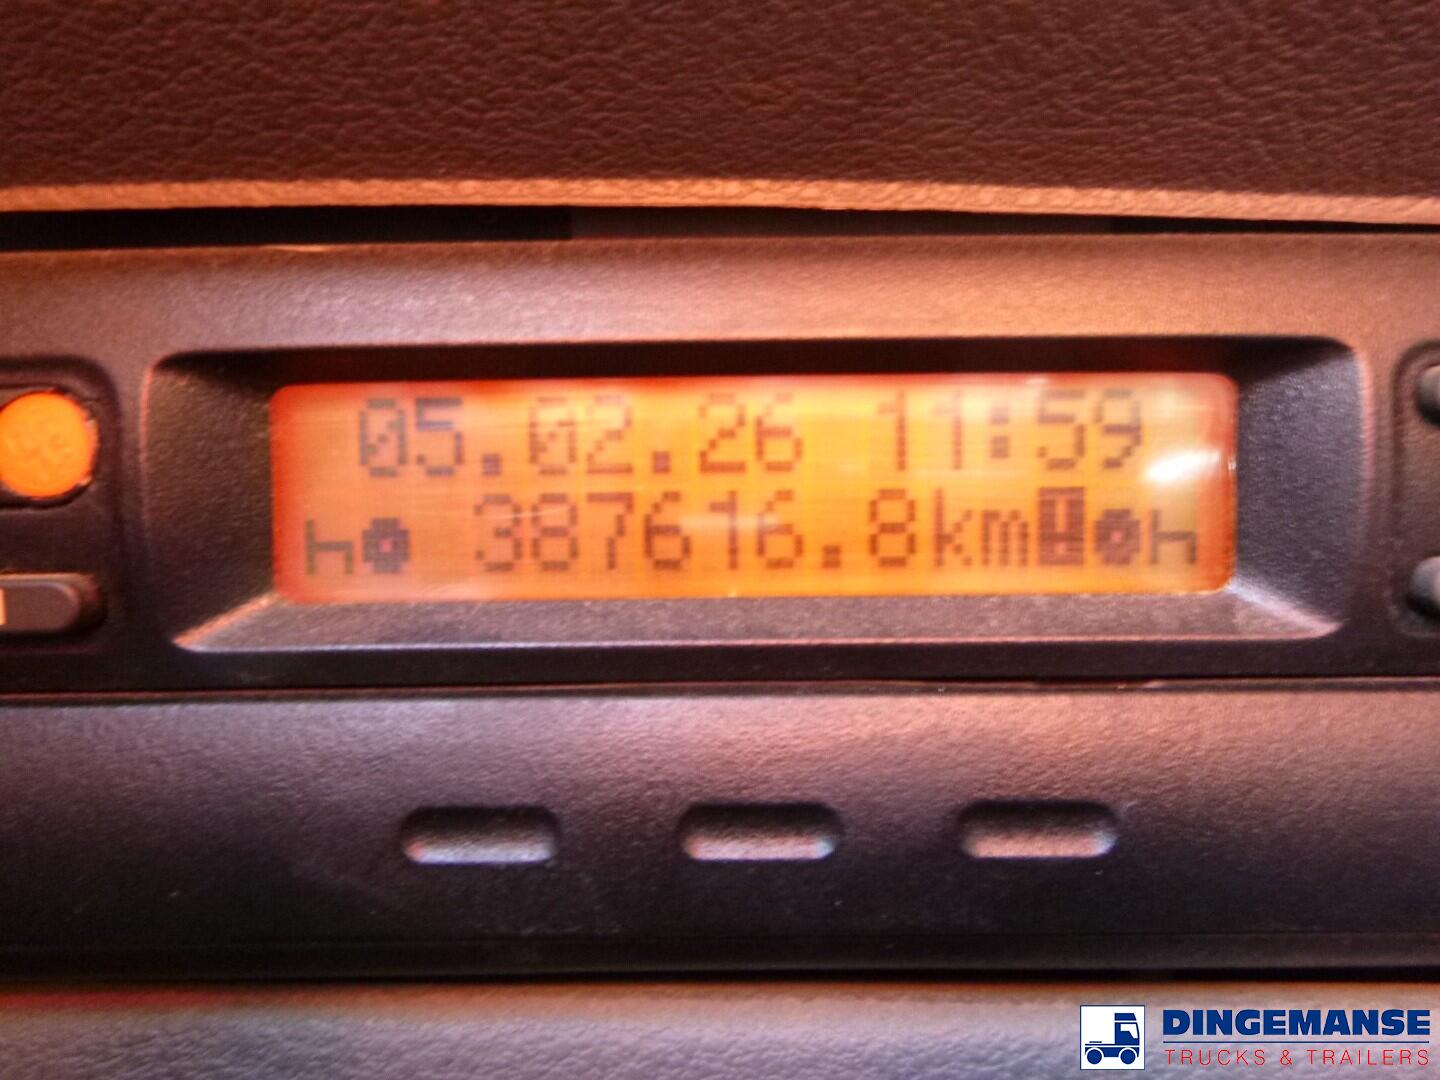 05.02.26 11:59
h 387616.8km h
DINGEMANSE
TRUCKS & TRAILERS